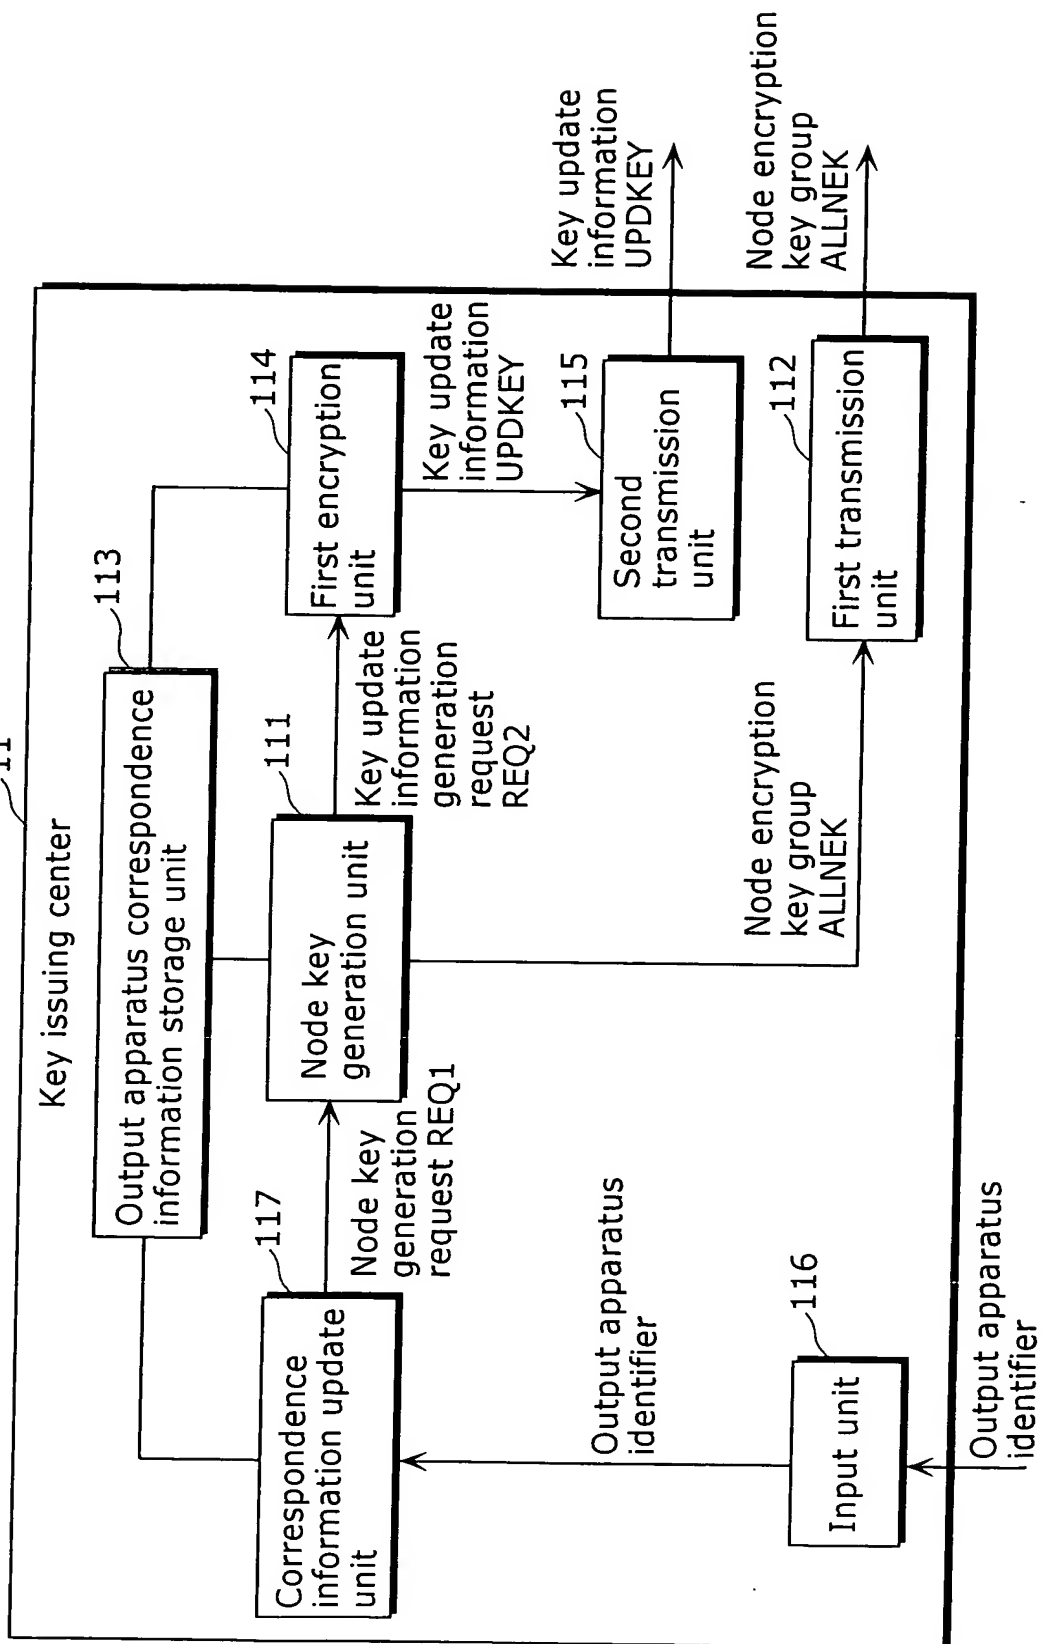 11
Key issuing center
113
Output apparatus correspondence
information storage unit
117
Correspondence
information update
unit
Node key
generation
request REQ1
111
Node key
generation unit
Key update
information
generation
request
REQ2
114
First encryption
unit
Key update
information
UPDKEY
115
Second
transmission
unit
Key update
information
UPDKEY
Node encryption
key group
ALLNEK
112
First transmission
unit
Node encryption
key group
ALLNEK
Output apparatus
identifier
116
Input unit
Output apparatus
identifier